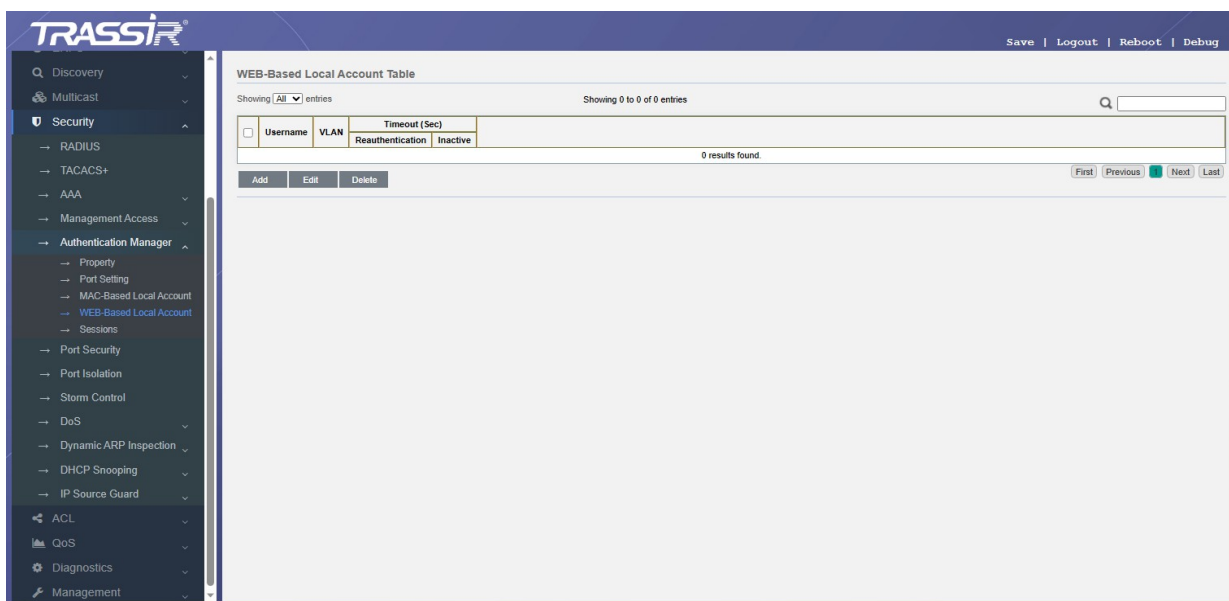 TRASSIR
Save | Logout | Reboot | Debug
Discovery
Multicast
Security
→ RADIUS
→ TACACS+
→ AAA
→ Management Access
→ Authentication Manager
→ Property
→ Port Setting
→ MAC-Based Local Account
→ WEB-Based Local Account
→ Sessions
→ Port Security
→ Port Isolation
→ Storm Control
→ DoS
→ Dynamic ARP Inspection
→ DHCP Snooping
→ IP Source Guard
ACL
QoS
Diagnostics
Management
WEB-Based Local Account Table
Showing All entries
Showing 0 to 0 of 0 entries
Username VLAN Timeout (Sec)
Reauthentication Inactive
0 results found.
Add Edit Delete
First Previous 1 Next Last